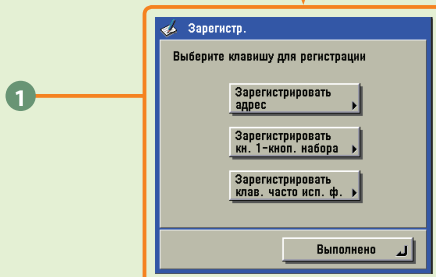 Зарегистр.
1
Выберите клавишу для регистрации
Зарегистрировать
адрес
Зарегистрировать
кн. 1-кноп. набора
Зарегистрировать
клав. часто исп. ф.
Выполнено